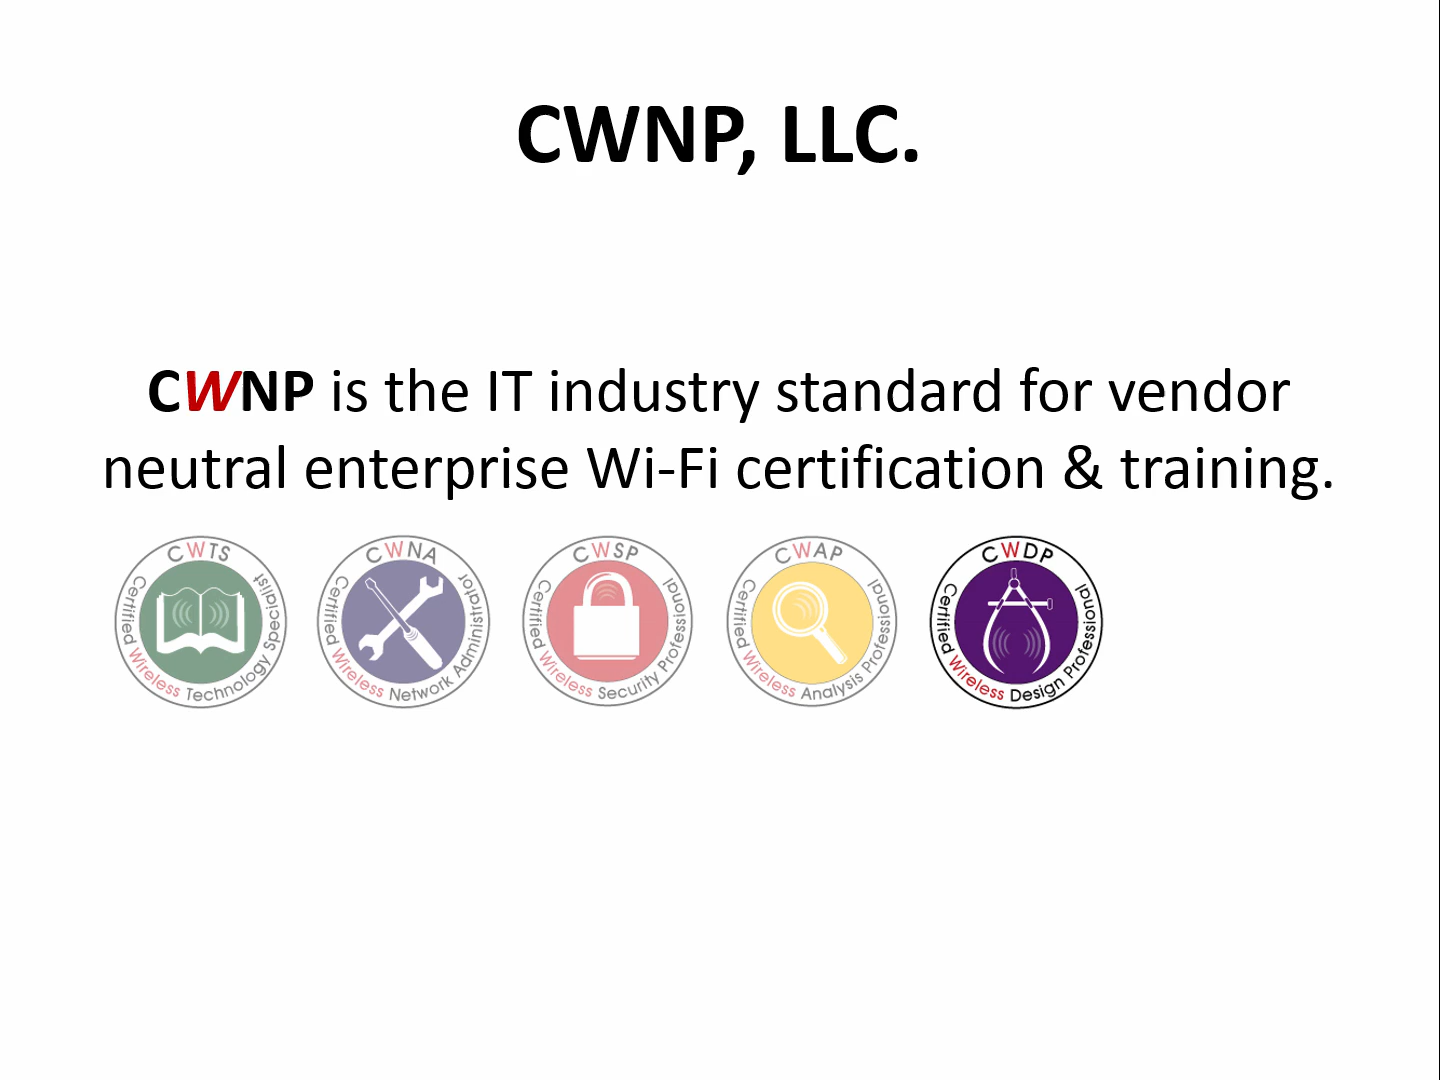 CWNP, LLC.
CWNP is the IT industry standard for vendor
neutral enterprise Wi-Fi certification & training.
CWTS
Certified Wireless Technology Specialist
CWNA
Certified Wireless Network Administrator
CWSP
Certified Wireless Security Professional
CWAP
Certified Wireless Analysis Professional
CWDP
Certified Wireless Design Professional